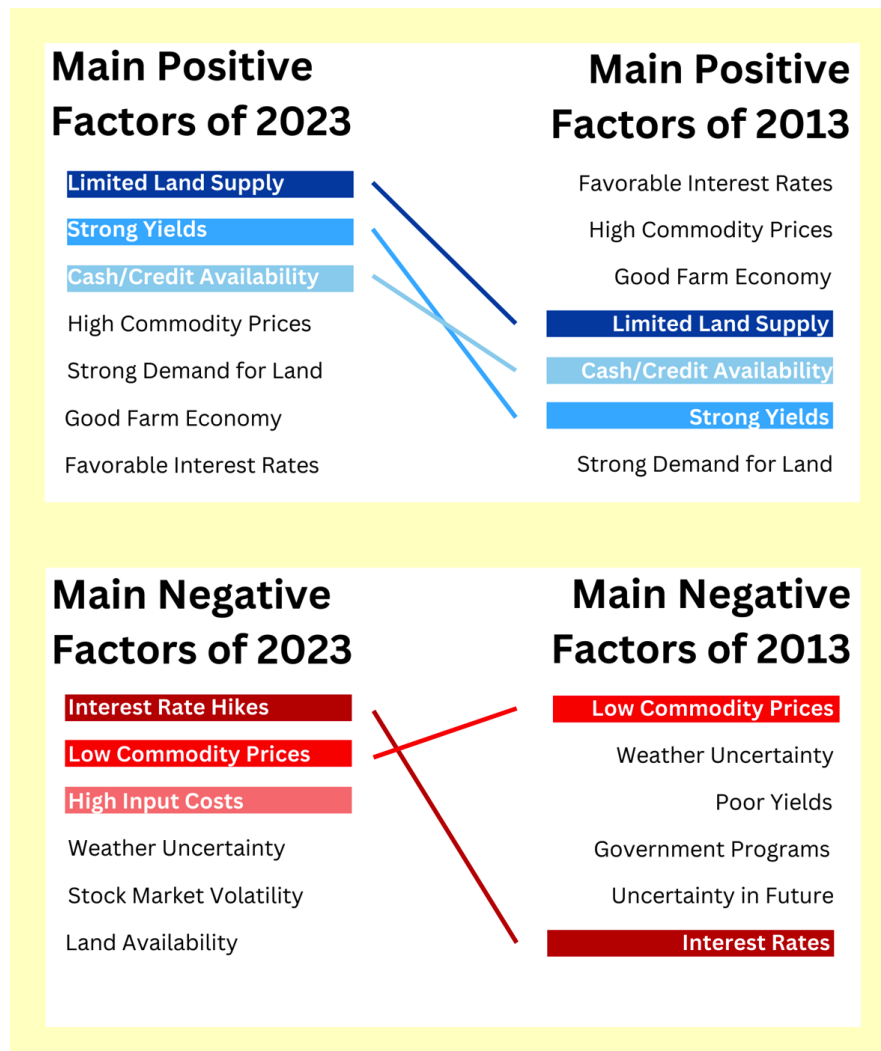 Main Positive
Factors of 2023
Limited Land Supply
Strong Yields
Cash/Credit Availability
High Commodity Prices
Strong Demand for Land
Good Farm Economy
Favorable Interest Rates
Main Positive
Factors of 2013
Favorable Interest Rates
High Commodity Prices
Good Farm Economy
Limited Land Supply
Cash/Credit Availability
Strong Yields
Strong Demand for Land
Main Negative
Factors of 2023
Interest Rate Hikes
Low Commodity Prices
High Input Costs
Weather Uncertainty
Stock Market Volatility
Land Availability
Main Negative
Factors of 2013
Low Commodity Prices
Weather Uncertainty
Poor Yields
Government Programs
Uncertainty in Future
Interest Rates